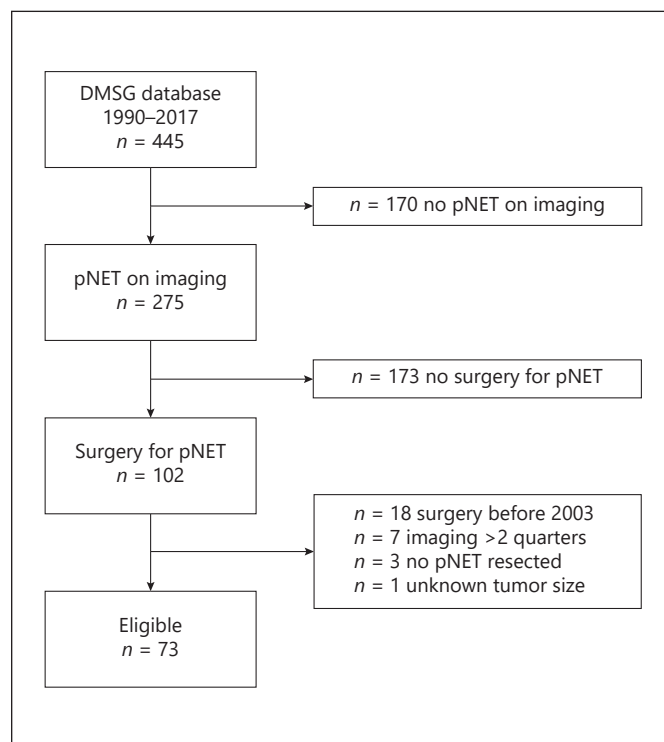 DMSG database
1990–2017
n = 445
n = 170 no pNET on imaging
pNET on imaging
n = 275
n = 173 no surgery for pNET
Surgery for pNET
n = 102
n = 18 surgery before 2003
n = 7 imaging >2 quarters
n = 3 no pNET resected
n = 1 unknown tumor size
Eligible
n = 73